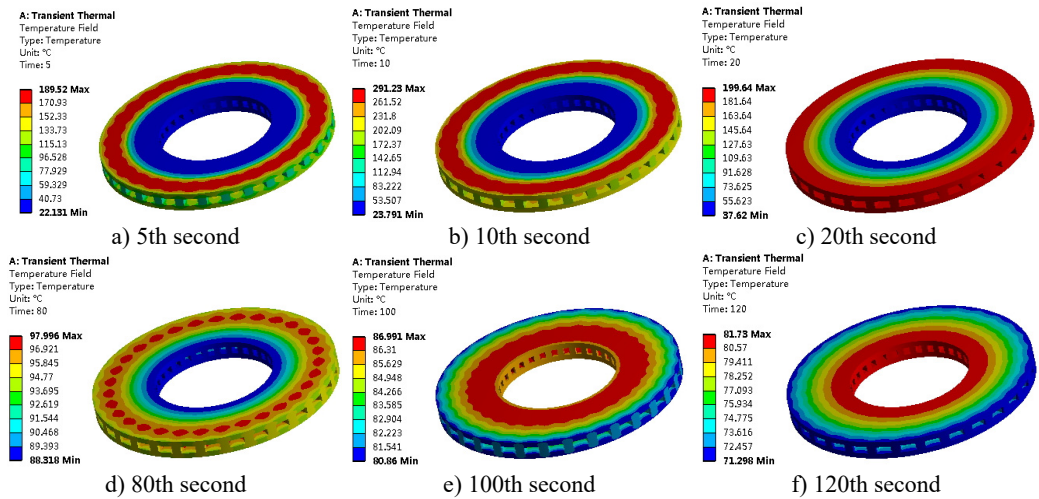 A: Transient Thermal
Temperature Field
Type: Temperature
Unit: °C
Time: 5
189.52 Max
170.93
152.33
133.73
115.13
96.528
77.929
59.329
40.73
22.131 Min
a) 5th second
A: Transient Thermal
Temperature Field
Type: Temperature
Unit: °C
Time: 10
291.23 Max
261.52
231.8
202.09
172.37
142.65
112.94
83.222
53.507
23.791 Min
b) 10th second
A: Transient Thermal
Temperature Field
Type: Temperature
Unit: °C
Time: 20
199.64 Max
181.64
163.64
145.64
127.63
109.63
91.628
73.625
55.623
37.62 Min
c) 20th second
A: Transient Thermal
Temperature Field
Type: Temperature
Unit: °C
Time: 80
97.996 Max
96.921
95.845
94.77
93.695
92.619
91.544
90.468
89.393
88.318 Min
d) 80th second
A: Transient Thermal
Temperature Field
Type: Temperature
Unit: °C
Time: 100
86.991 Max
86.31
85.629
84.948
84.266
83.585
82.904
82.223
81.541
80.86 Min
e) 100th second
A: Transient Thermal
Temperature Field
Type: Temperature
Unit: °C
Time: 120
81.73 Max
80.57
79.411
78.252
77.093
75.934
74.775
73.616
72.457
71.298 Min
f) 120th second